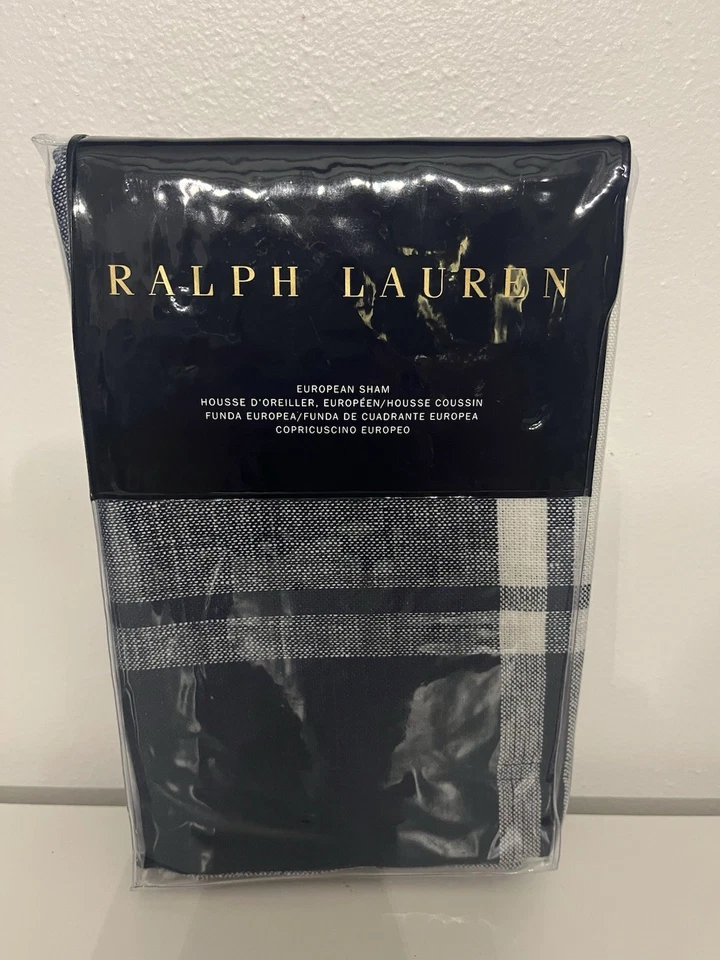 RALPH LAUREN
EUROPEAN SHAM
HOUSSE D'OREILLER, EUROPÉEN/HOUSSE COUSSIN
FUNDA EUROPEA/FUNDA DE CUADRANTE EUROPEA
COPRICUSCINO EUROPEO